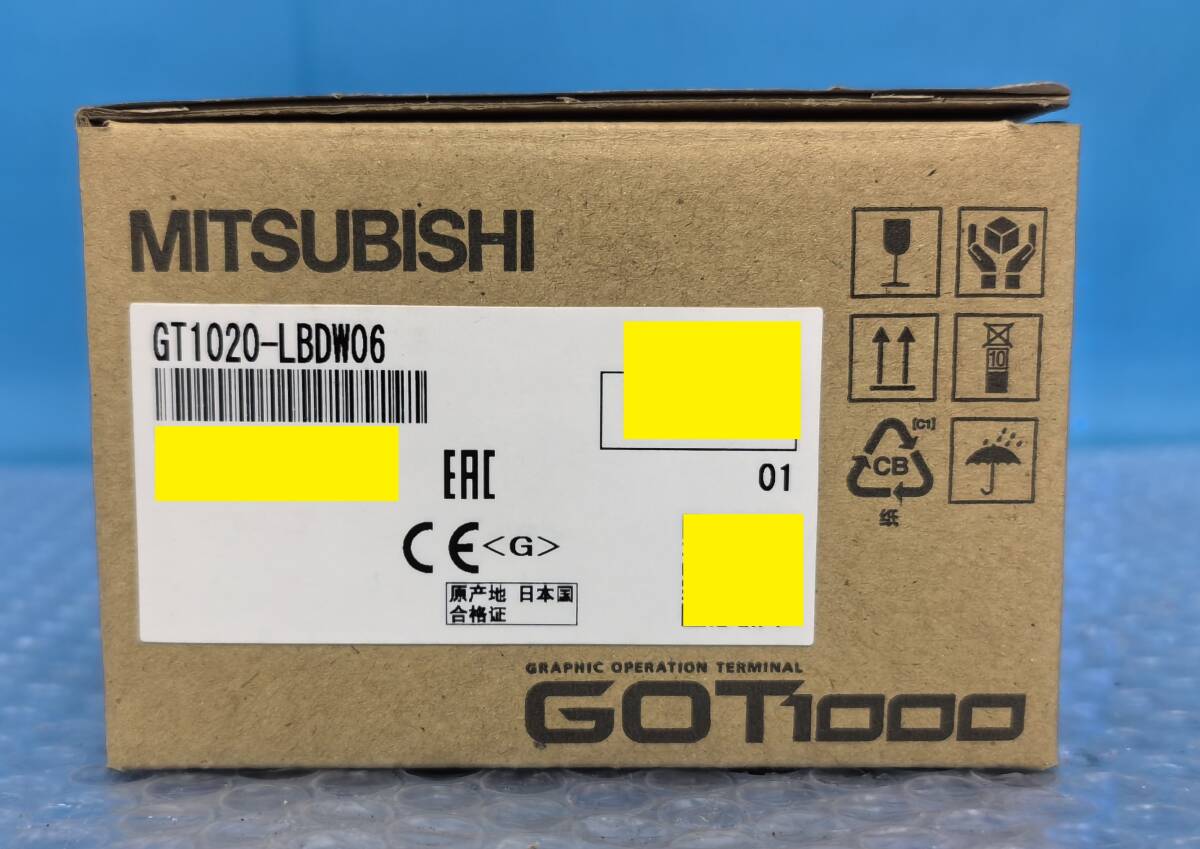 MITSUBISHI
GT1020-LBDW06
EAC
01
CE<G>
原产地 日本国
合格证
10
[C1]
CB
纸
GRAPHIC OPERATION TERMINAL
GOT1000